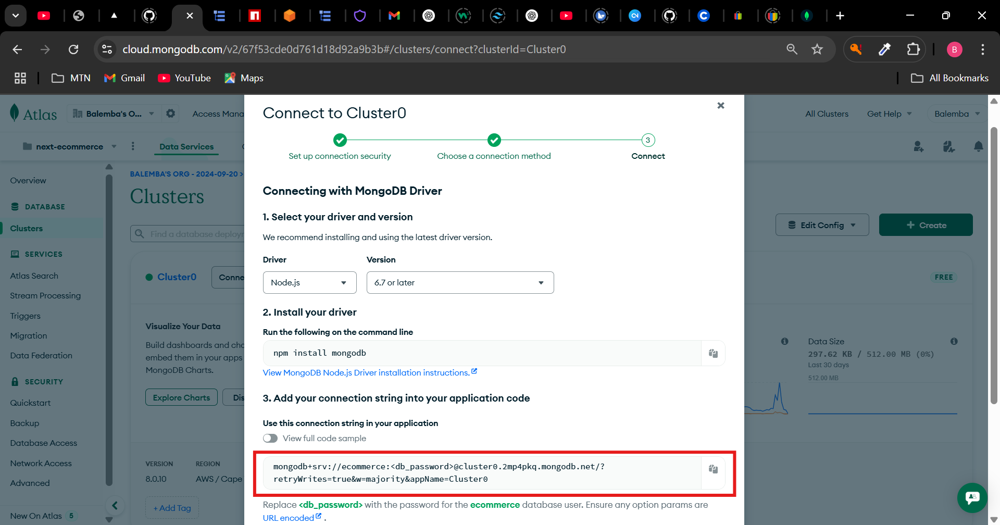 cloud.mongodb.com/v2/67f53cde0d761d18d92a9b3b#/clusters/connect?clusterId=Cluster0
B
MTN
Gmail
YouTube
Maps
All Bookmarks
Atlas
Balemba's O...
Access Mana
All Clusters
Get Help
Balemba
next-ecommerce
Data Services
Overview
DATABASE
Clusters
SERVICES
Atlas Search
Stream Processing
Triggers
Migration
Data Federation
SECURITY
Quickstart
Backup
Database Access
Network Access
Advanced
New On Atlas 5
BALEMBA'S ORG - 2024-09-20 >
Clusters
Find a database deployn
Edit Config
+ Create
Cluster0
Conne
FREE
Visualize Your Data
Build dashboards and cha
embed them in your apps
MongoDB Charts.
Explore Charts
Dis
VERSION
8.0.10
REGION
AWS / Cape
+ Add Tag
Data Size
297.62 KB / 512.00 MB (0%)
Last 30 days
512.00 MB
Connect to Cluster0
Set up connection security
Choose a connection method
3
Connect
Connecting with MongoDB Driver
1. Select your driver and version
We recommend installing and using the latest driver version.
Driver
Version
Node.js
6.7 or later
2. Install your driver
Run the following on the command line
npm install mongodb
View MongoDB Node.js Driver installation instructions.
3. Add your connection string into your application code
Use this connection string in your application
View full code sample
mongodb+srv://ecommerce:<db_password>@cluster0.2mp4pkq.mongodb.net/?
retryWrites=true&w=majority&appName=Cluster0
Replace <db_password> with the password for the ecommerce database user. Ensure any option params are
URL encoded .